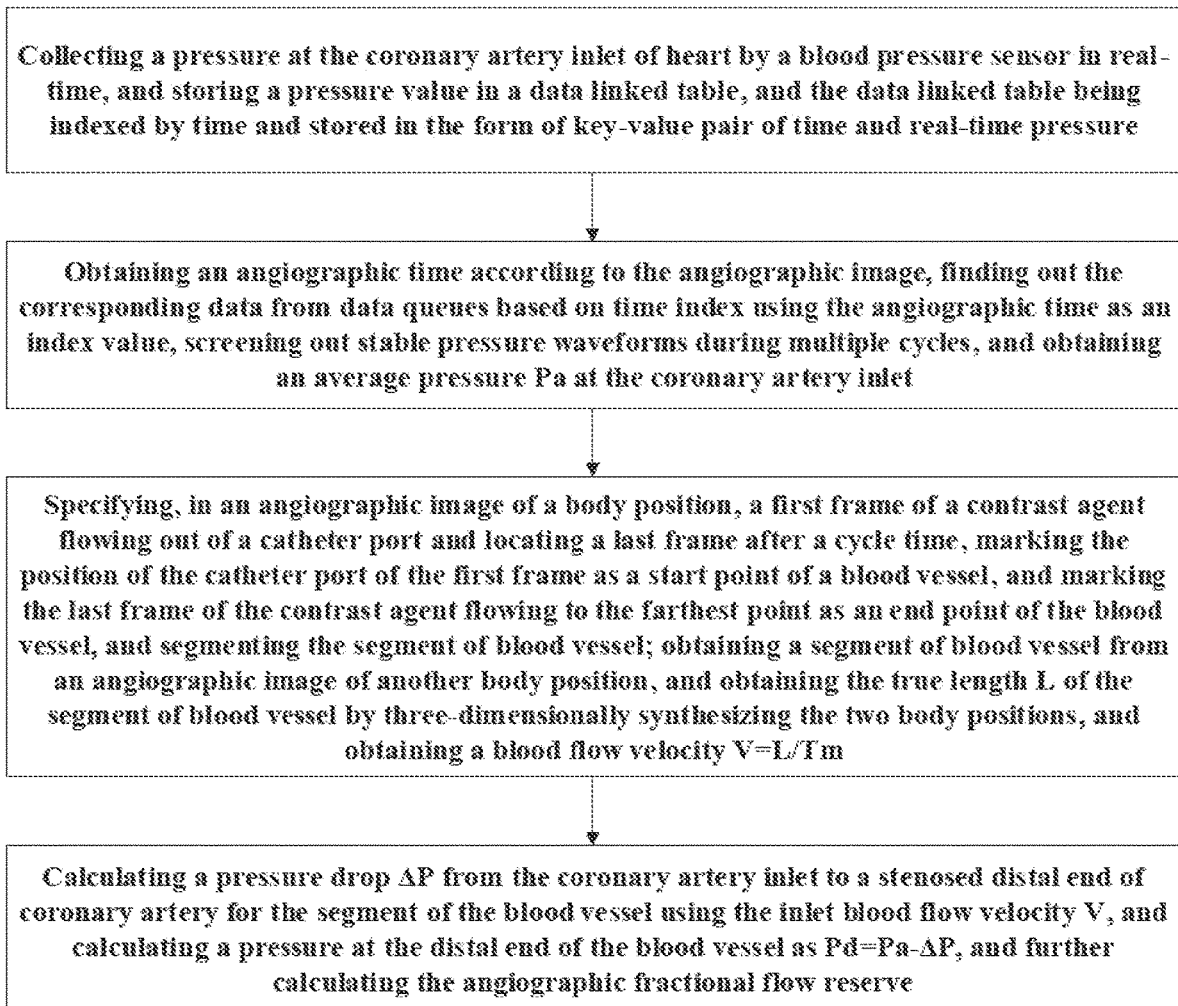 Collecting a pressure at the coronary artery inlet of heart by a blood pressure sensor in real-
time, and storing a pressure value in a data linked table, and the data linked table being
indexed by time and stored in the form of key-value pair of time and real-time pressure
Obtaining an angiographic time according to the angiographic image, finding out the
corresponding data from data queues based on time index using the angiographic time as an
index value, screening out stable pressure waveforms during multiple cycles, and obtaining
an average pressure Pa at the coronary artery inlet
Specifying, in an angiographic image of a body position, a first frame of a contrast agent
flowing out of a catheter port and locating a last frame after a cycle time, marking the
position of the catheter port of the first frame as a start point of a blood vessel, and marking
the last frame of the contrast agent flowing to the farthest point as an end point of the blood
vessel, and segmenting the segment of blood vessel; obtaining a segment of blood vessel from
an angiographic image of another body position, and obtaining the true length L of the
segment of blood vessel by three-dimensionally synthesizing the two body positions, and
obtaining a blood flow velocity V=L/Tm
Calculating a pressure drop ΔP from the coronary artery inlet to a stenosed distal end of
coronary artery for the segment of the blood vessel using the inlet blood flow velocity V, and
calculating a pressure at the distal end of the blood vessel as Pd=Pa-ΔP, and further
calculating the angiographic fractional flow reserve